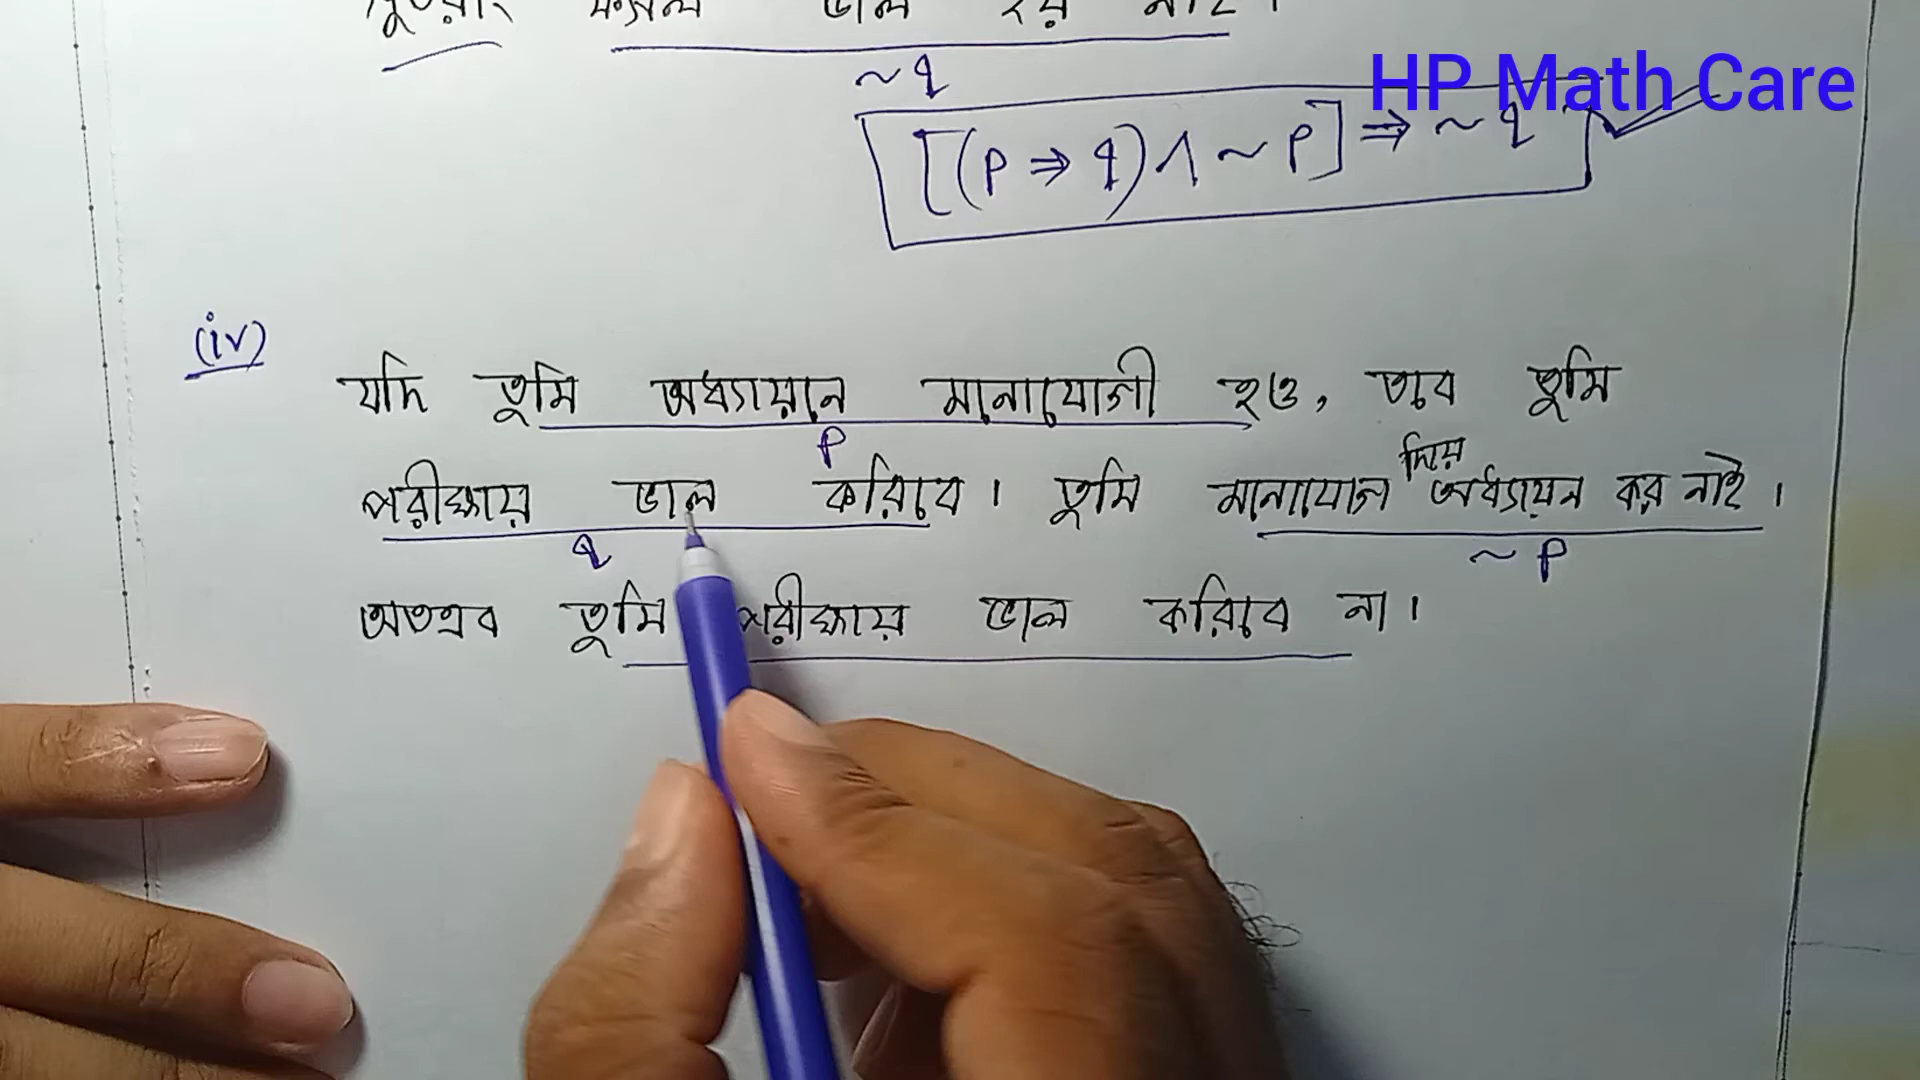 ভাল হয় নাই।
HP Math Care
~q
[(p ⇒ q) ∧ ~p] ⇒ ~q
(iv)
যদি তুমি অধ্যয়নে মনোযোগী হও, তবে তুমি
p
দিয়ে
পরীক্ষায় ভাল করিবে। তুমি মনোযোগ অধ্যয়ন কর নাই।
q ~p
অতএব তুমি পরীক্ষায় ভাল করিবে না।